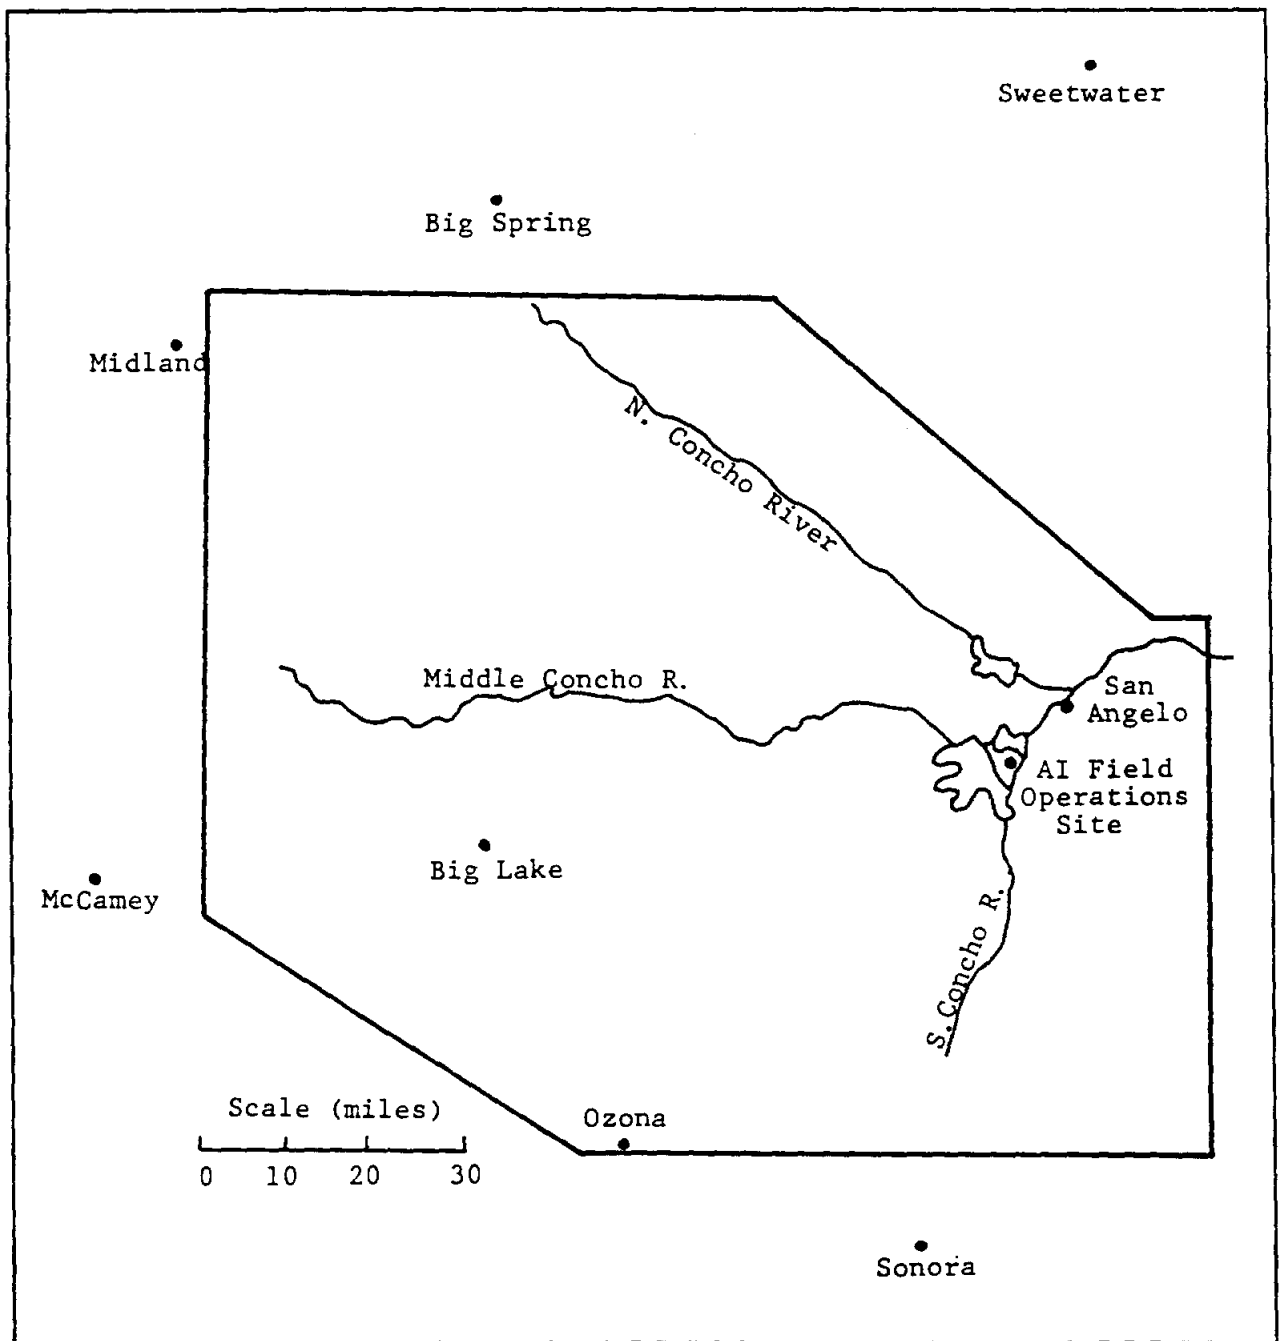 Sweetwater
Big Spring
Midland
N. Concho River
Middle Concho R.
San
Angelo
AI Field
Operations
Site
Big Lake
McCamey
S. Concho R.
Scale (miles)
Ozona
0 10 20 30
Sonora